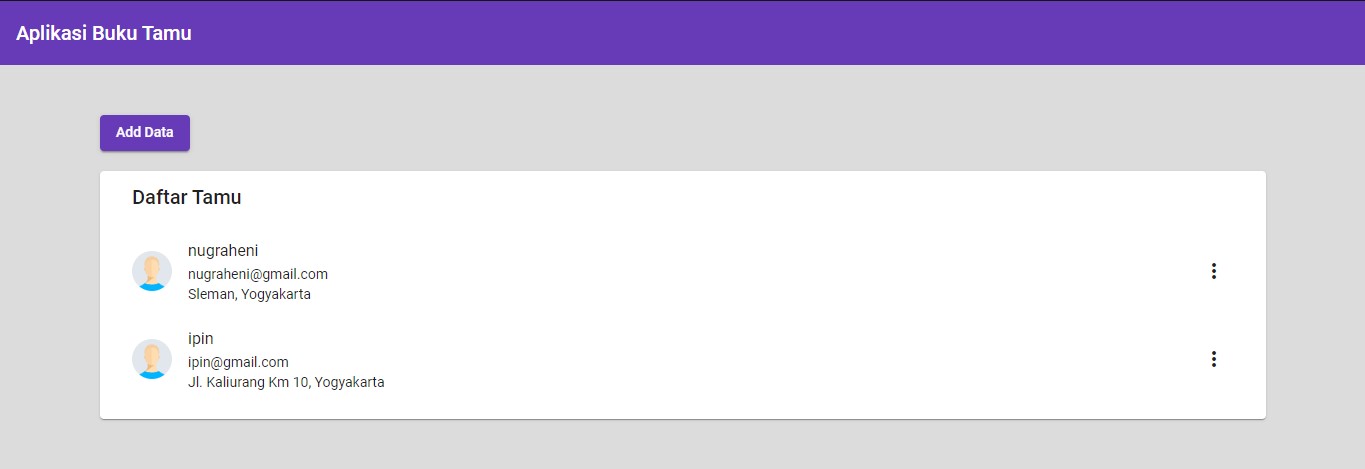 Aplikasi Buku Tamu
Add Data
Daftar Tamu
nugraheni
nugraheni@gmail.com
Sleman, Yogyakarta
ipin
ipin@gmail.com
Jl. Kaliurang Km 10, Yogyakarta